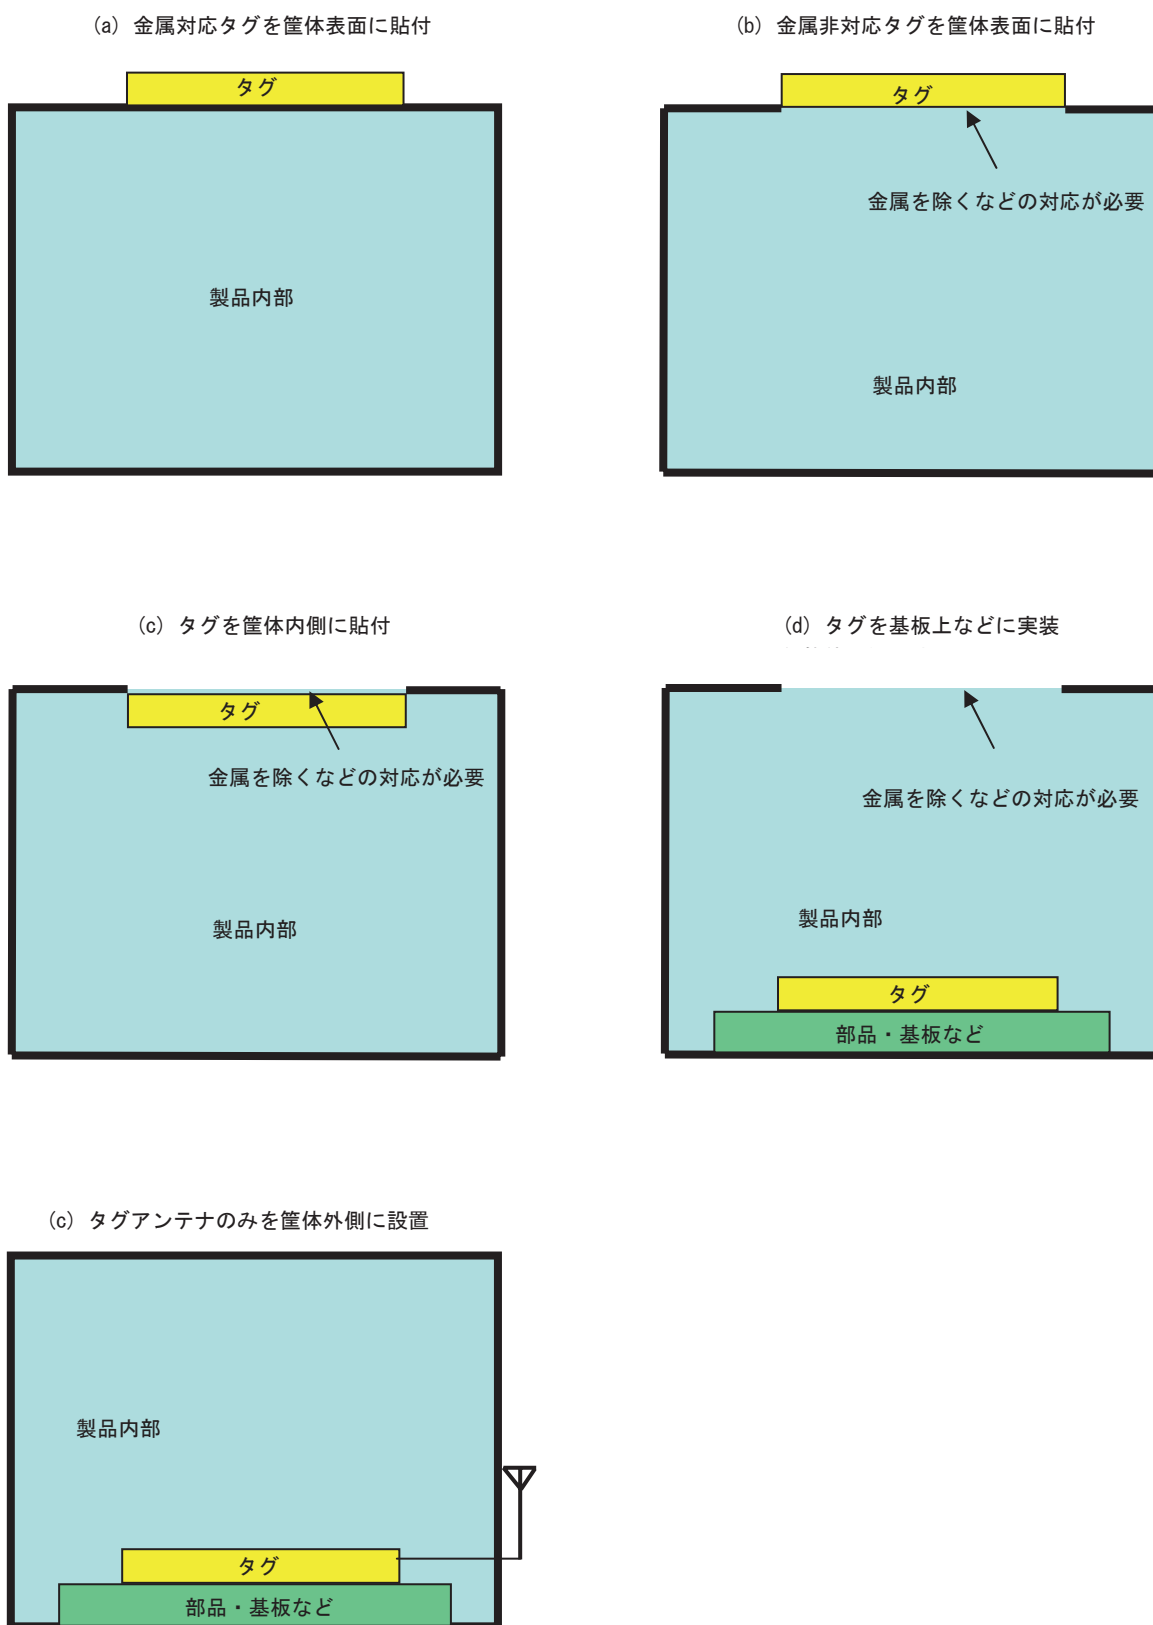 (a) 金属対応タグを筐体表面に貼付
タグ
製品内部
(b) 金属非対応タグを筐体表面に貼付
タグ
金属を除くなどの対応が必要
製品内部
(c) タグを筐体内側に貼付
タグ
金属を除くなどの対応が必要
製品内部
(d) タグを基板上などに実装
金属を除くなどの対応が必要
製品内部
タグ
部品・基板など
(c) タグアンテナのみを筐体外側に設置
製品内部
タグ
部品・基板など